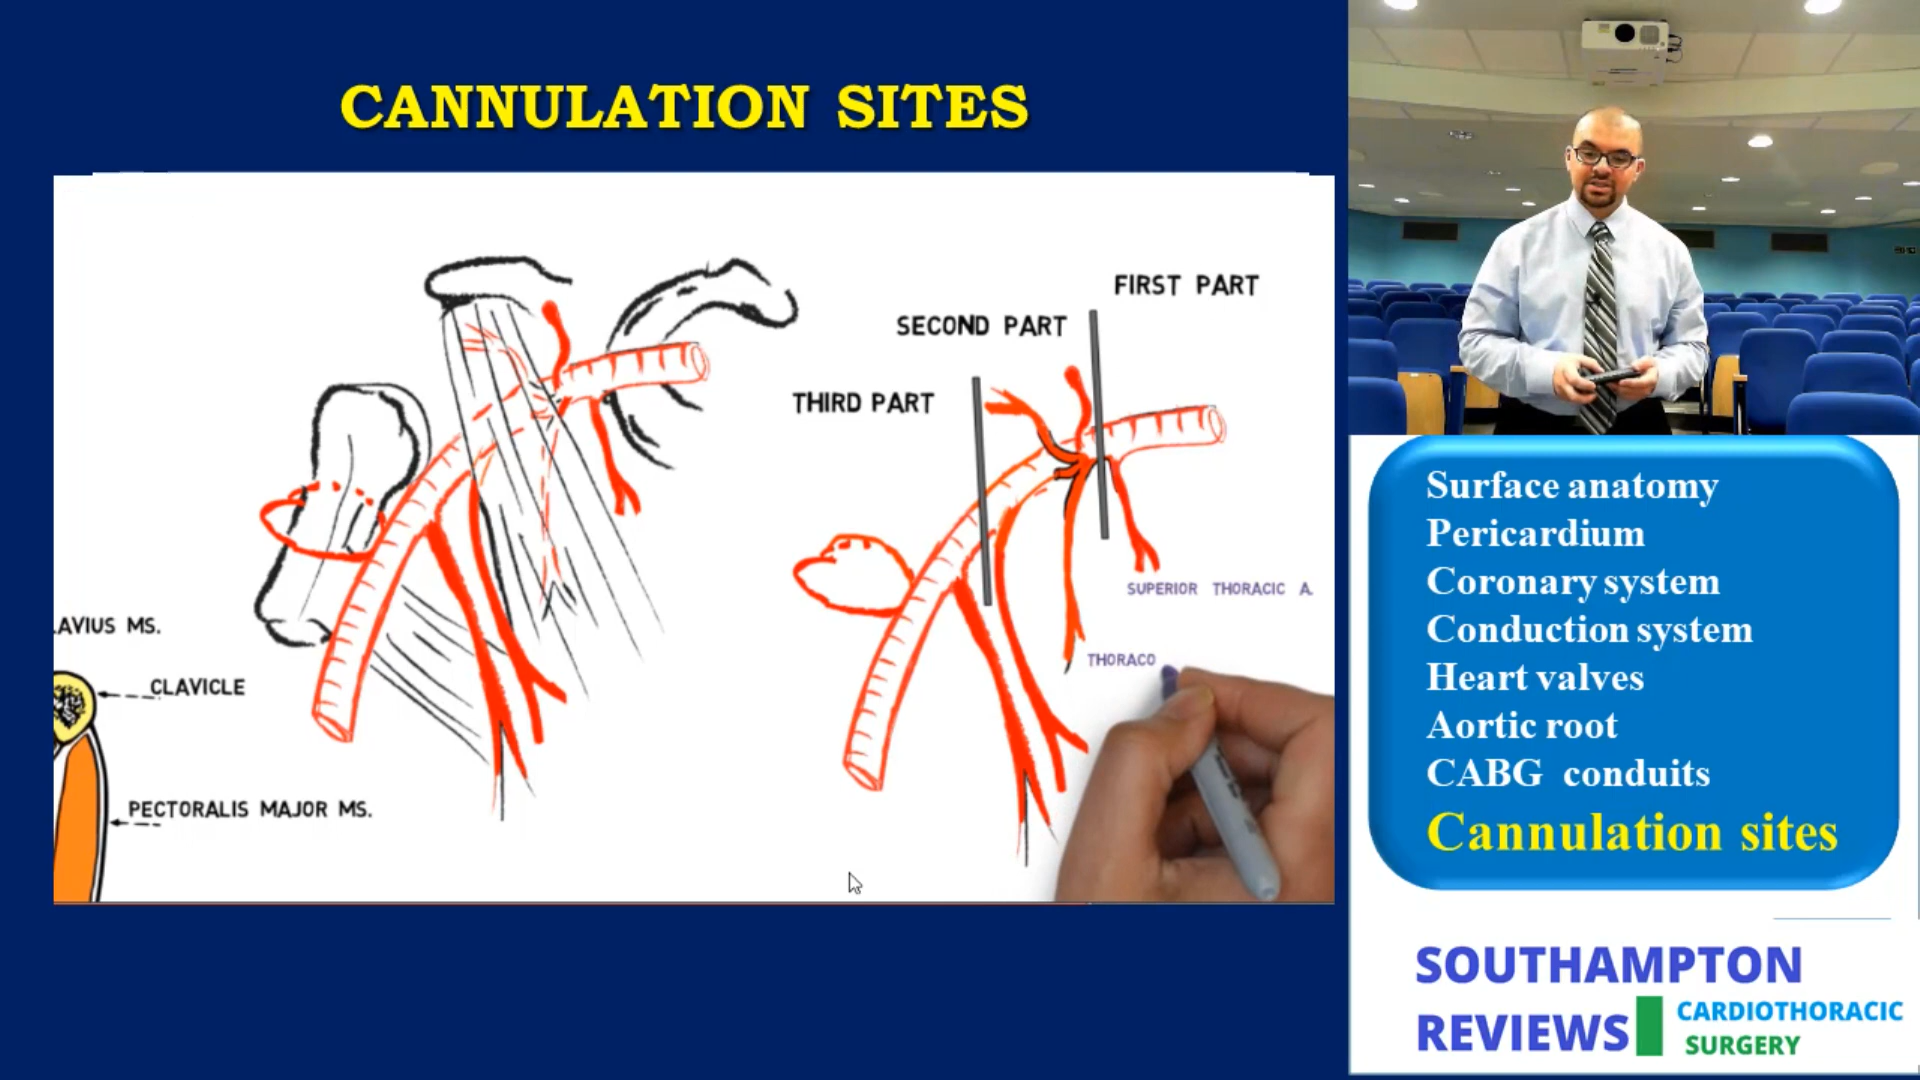 CANNULATION SITES
FIRST PART
SECOND PART
THIRD PART
SUPERIOR THORACIC A.
THORACO
AVIUS MS.
CLAVICLE
PECTORALIS MAJOR MS.
Surface anatomy
Pericardium
Coronary system
Conduction system
Heart valves
Aortic root
CABG conduits
Cannulation sites
SOUTHAMPTON
REVIEWS
CARDIOTHORACIC
SURGERY